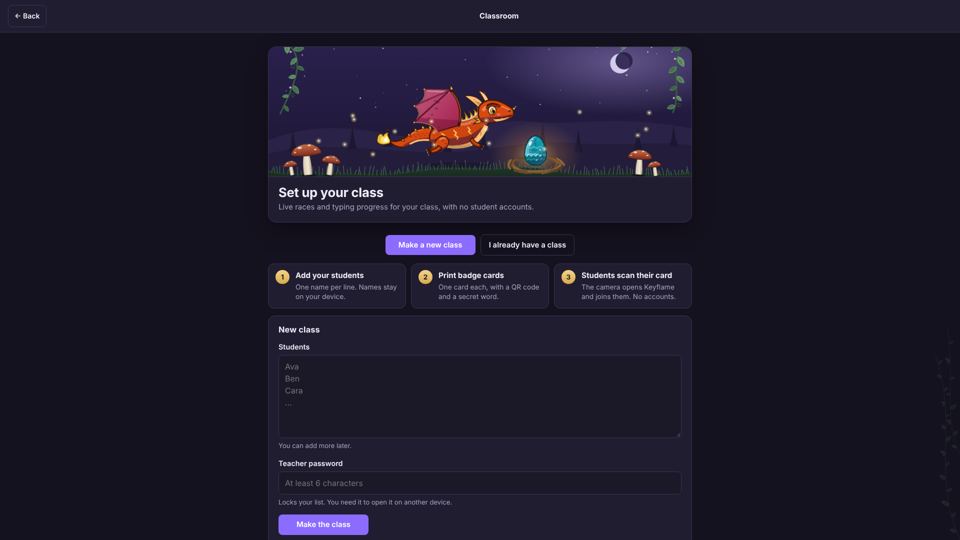 ← Back
Classroom
Set up your class
Live races and typing progress for your class, with no student accounts.
Make a new class
I already have a class
1
Add your students
One name per line. Names stay
on your device.
2
Print badge cards
One card each, with a QR code
and a secret word.
3
Students scan their card
The camera opens Keyflame
and joins them. No accounts.
New class
Students
Ava
Ben
Cara
...
You can add more later.
Teacher password
At least 6 characters
Locks your list. You need it to open it on another device.
Make the class